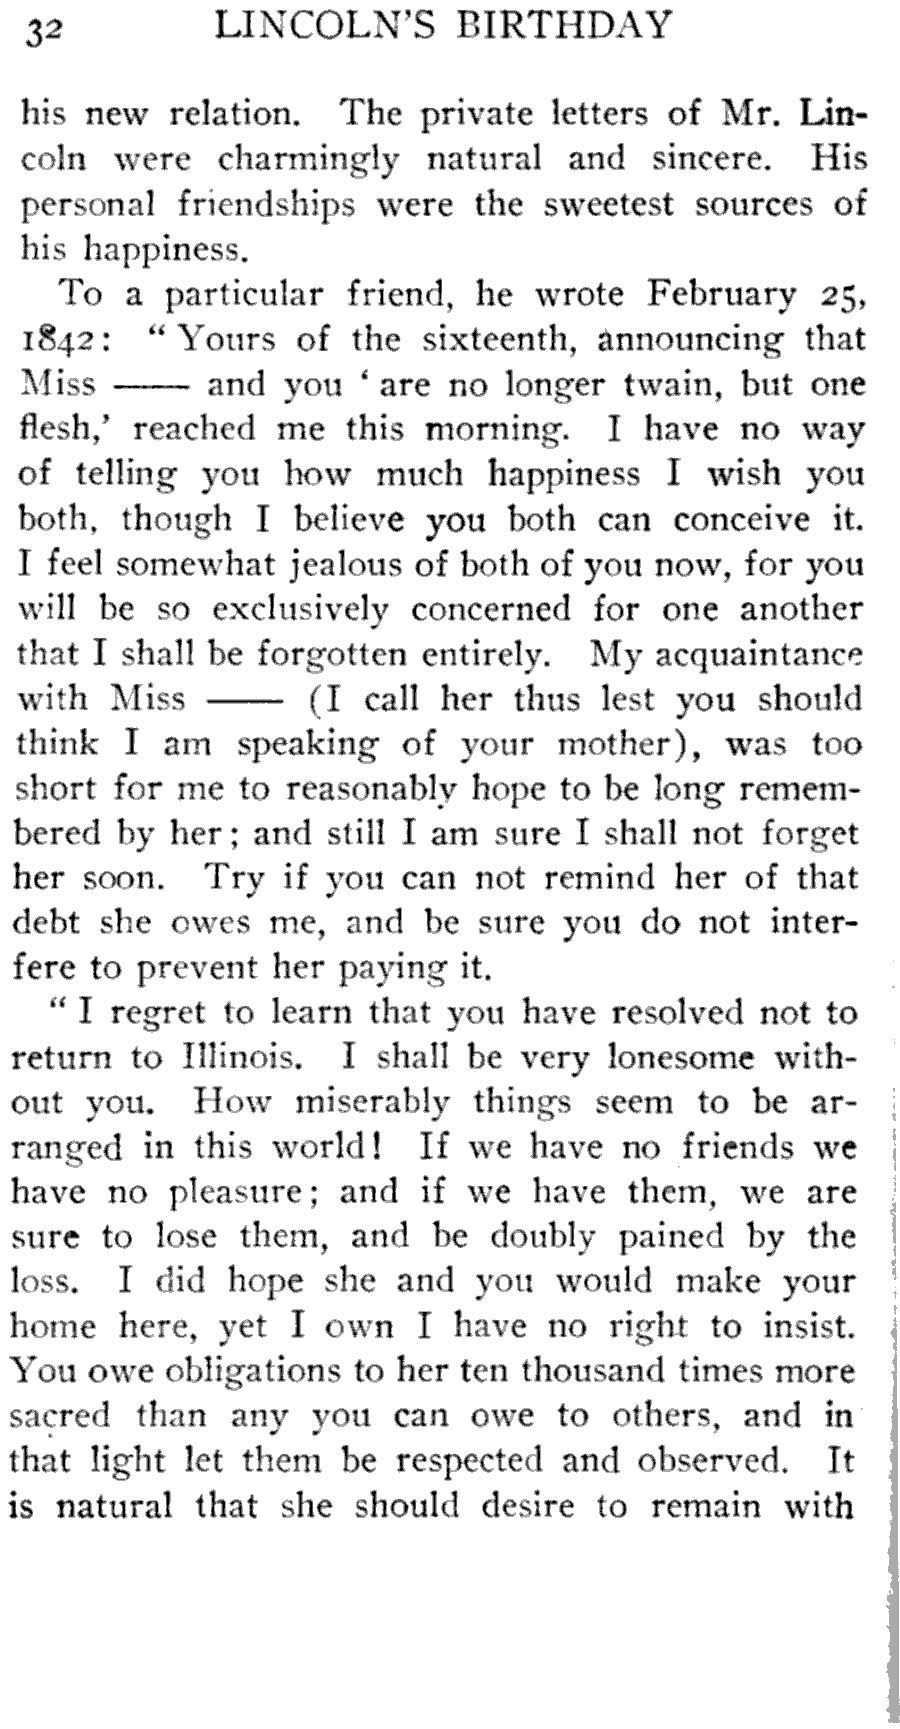 32 LINCOLN'S BIRTHDAY
his new relation. The private letters of Mr. Lin-
coln were charmingly natural and sincere. His
personal friendships were the sweetest sources of
his happiness.
To a particular friend, he wrote February 25,
1842: “ Yours of the sixteenth, announcing that
Miss —— and you ‘ are no longer twain, but one
flesh,’ reached me this morning. I have no way
of telling you how much happiness I wish you
both, though I believe you both can conceive it.
I feel somewhat jealous of both of you now, for you
will be so exclusively concerned for one another
that I shall be forgotten entirely. My acquaintance
with Miss —— (I call her thus lest you should
think I am speaking of your mother), was too
short for me to reasonably hope to be long remem-
bered by her; and still I am sure I shall not forget
her soon. Try if you can not remind her of that
debt she owes me, and be sure you do not inter-
fere to prevent her paying it.
“ I regret to learn that you have resolved not to
return to Illinois. I shall be very lonesome with-
out you. How miserably things seem to be ar-
ranged in this world! If we have no friends we
have no pleasure; and if we have them, we are
sure to lose them, and be doubly pained by the
loss. I did hope she and you would make your
home here, yet I own I have no right to insist.
You owe obligations to her ten thousand times more
sacred than any you can owe to others, and in
that light let them be respected and observed. It
is natural that she should desire to remain with